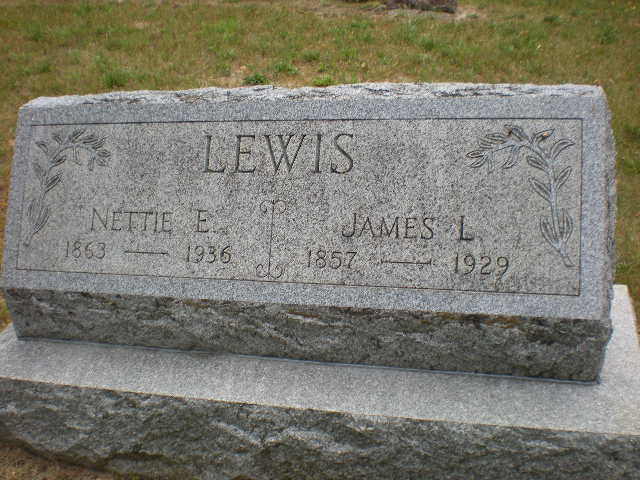 LEWIS
NETTIE E. JAMES L.
1863 — 1936 1857 — 1929